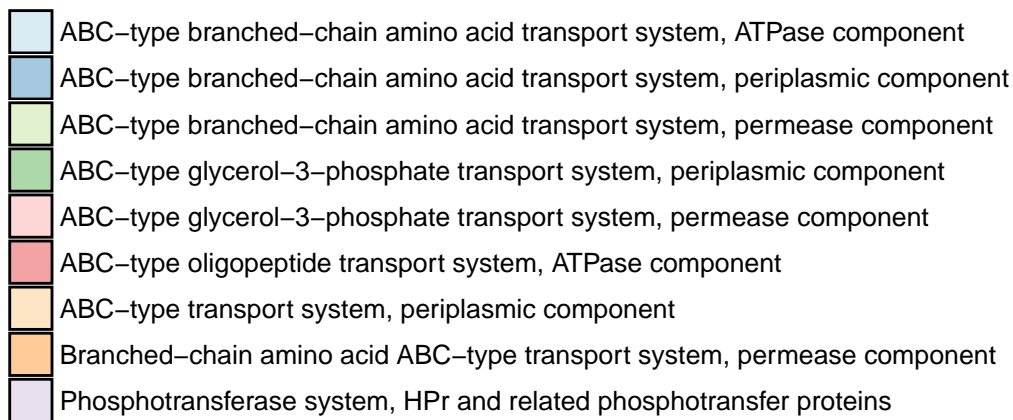 ABC−type branched−chain amino acid transport system, ATPase component
ABC−type branched−chain amino acid transport system, periplasmic component
ABC−type branched−chain amino acid transport system, permease component
ABC−type glycerol−3−phosphate transport system, periplasmic component
ABC−type glycerol−3−phosphate transport system, permease component
ABC−type oligopeptide transport system, ATPase component
ABC−type transport system, periplasmic component
Branched−chain amino acid ABC−type transport system, permease component
Phosphotransferase system, HPr and related phosphotransfer proteins